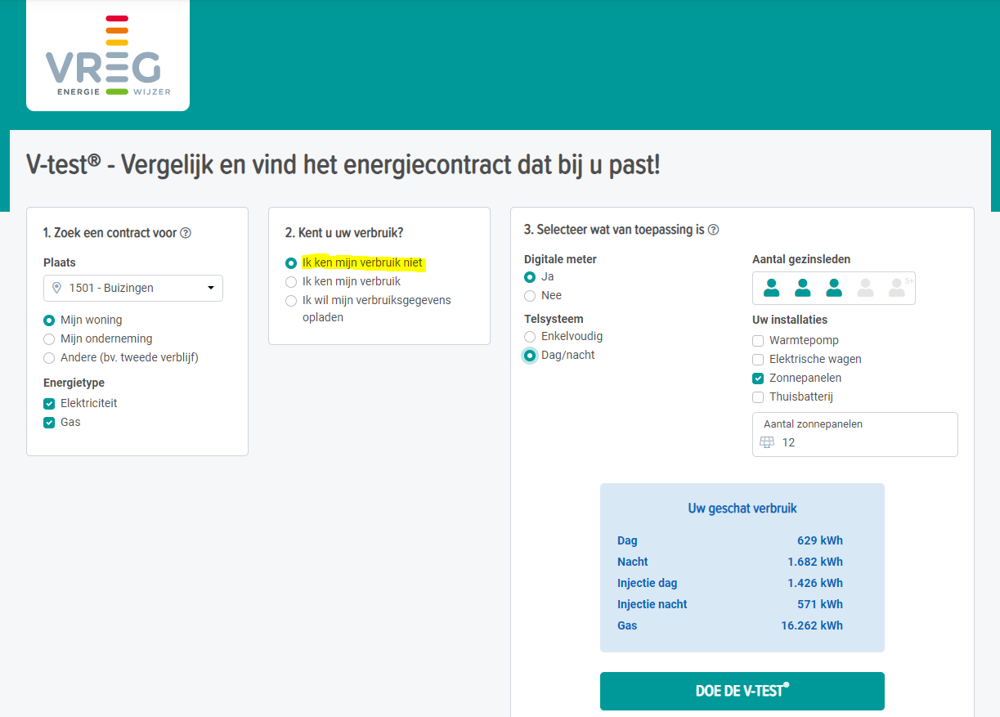 VREG
ENERGIE WIJZER
V-test® - Vergelijk en vind het energiecontract dat bij u past!
1. Zoek een contract voor ?
Plaats
1501 - Buizingen
Mijn woning
Mijn onderneming
Andere (bv. tweede verblijf)
Energietype
Elektriciteit
Gas
2. Kent u uw verbruik?
Ik ken mijn verbruik niet
Ik ken mijn verbruik
Ik wil mijn verbruiksgegevens
opladen
3. Selecteer wat van toepassing is ?
Digitale meter
Ja
Nee
Telsysteem
Enkelvoudig
Dag/nacht
Aantal gezinsleden
5+
Uw installaties
Warmtepomp
Elektrische wagen
Zonnepanelen
Thuisbatterij
Aantal zonnepanelen
12
Uw geschat verbruik
Dag 629 kWh
Nacht 1.682 kWh
Injectie dag 1.426 kWh
Injectie nacht 571 kWh
Gas 16.262 kWh
DOE DE V-TEST®